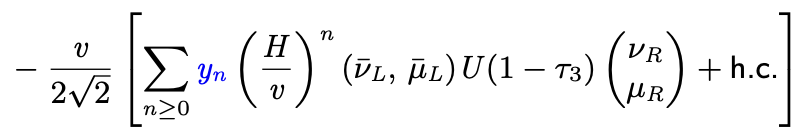 $$- \frac{v}{2\sqrt{2}} \left[ \sum_{n \geq 0} y_n \left( \frac{H}{v} \right)^n (\bar{\nu}_L, \bar{\mu}_L) U (1 - \tau_3) \begin{pmatrix} \nu_R \\ \mu_R \end{pmatrix} + \text{h.c.} \right]$$